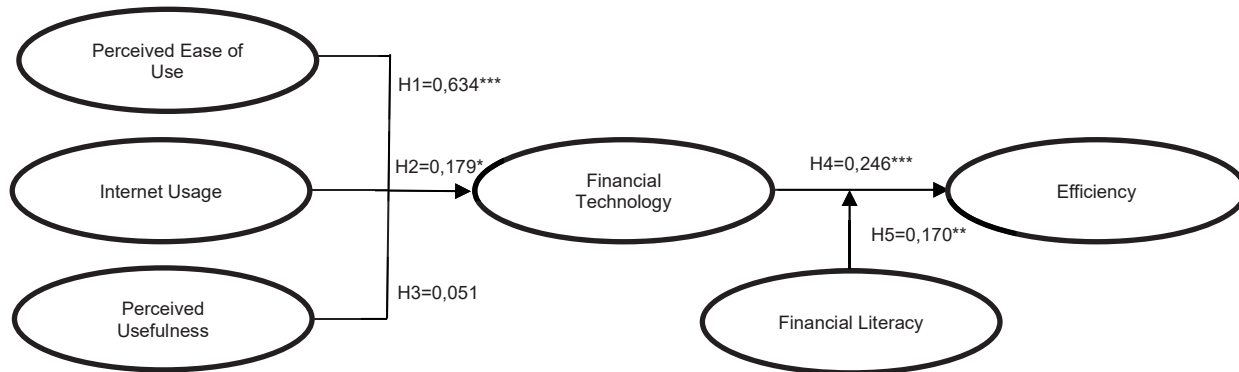 Perceived Ease of
Use
H1=0,634***
Internet Usage
H2=0,179*
Financial
Technology
H4=0,246***
Efficiency
H5=0,170**
Perceived
Usefulness
H3=0,051
Financial Literacy